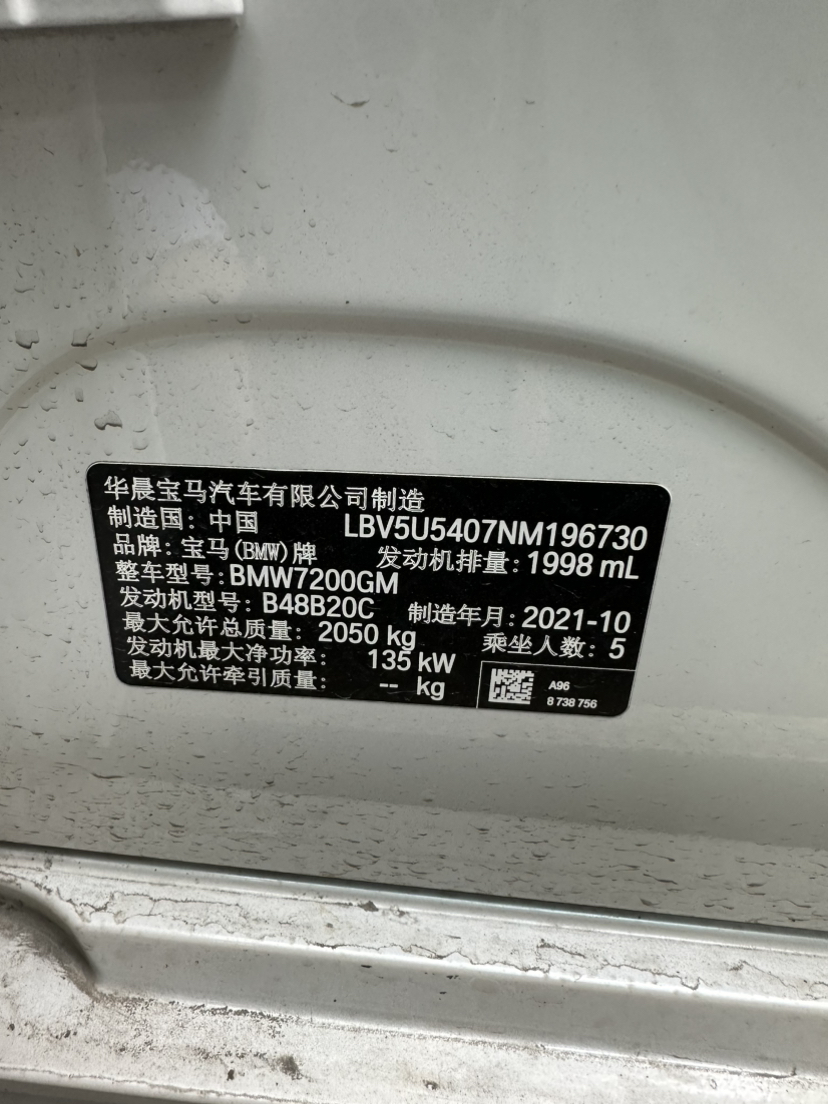 华晨宝马汽车有限公司制造
制造国：中国 LBV5U5407NM196730
品牌：宝马(BMW)牌 发动机排量：1998 mL
整车型号：BMW7200GM
发动机型号：B48B20C 制造年月：2021-10
最大允许总质量：2050 kg 乘坐人数：5
发动机最大净功率：135 kW
最大允许牵引质量：-- kg
A96
8 738 756